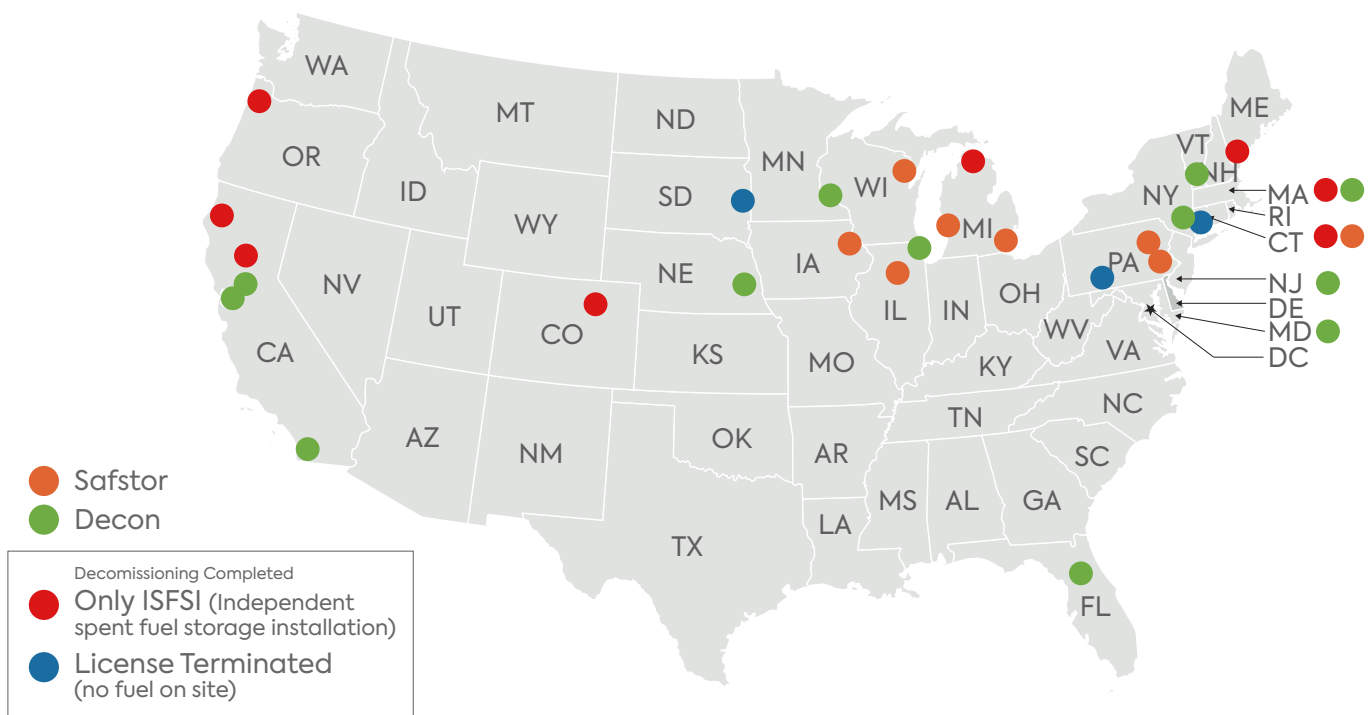 WA
ME
MT
ND
VT
MN
OR
NH
ID
WI
SD
NY
MA
WY
RI
MI
CT
IA
PA
NE
NV
NJ
OH
UT
IL
IN
DE
CO
WV
MD
CA
VA
DC
KS
MO
KY
NC
TN
AZ
OK
NM
AR
SC
Safstor
MS
AL
GA
Decon
LA
TX
Decomissioning Completed
Only ISFSI (Independent
spent fuel storage installation)
FL
License Terminated
(no fuel on site)